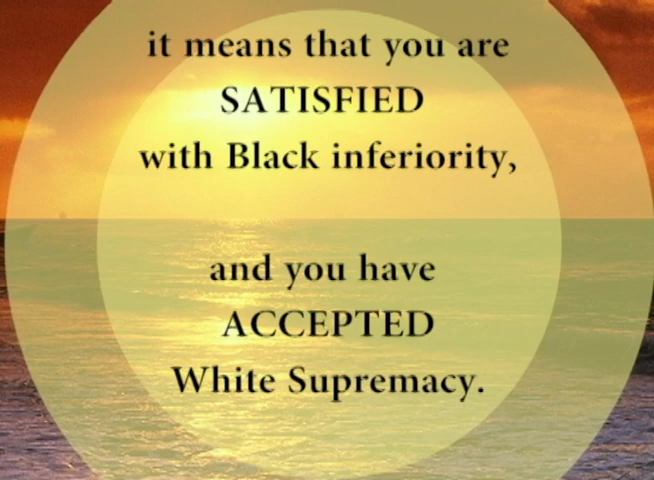 it means that you are
SATISFIED
with Black inferiority,
and you have
ACCEPTED
White Supremacy.